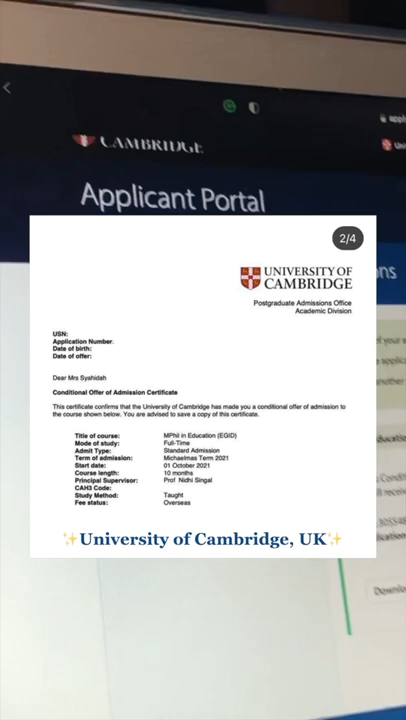 CAMBRIDGE
Applicant Portal
2/4
UNIVERSITY OF
CAMBRIDGE
Postgraduate Admissions Office
Academic Division
USN:
Application Number.
Date of birth:
Date of offer:
Dear Mrs Syahidah
Conditional Offer of Admission Certificate
This certificate confirms that the University of Cambridge has made you a conditional offer of admission to
the course shown below. You are advised to save a copy of this certificate.
Title of course: MPhil in Education (EGID)
Mode of study: Full-Time
Admit Type: Standard Admission
Term of admission: Michaelmas Term 2021
Start date: 01 October 2021
Course length: 10 months
Principal Supervisor: Prof Nidhi Singal
CAH3 Code:
Study Method: Taught
Fee status: Overseas
✨University of Cambridge, UK✨